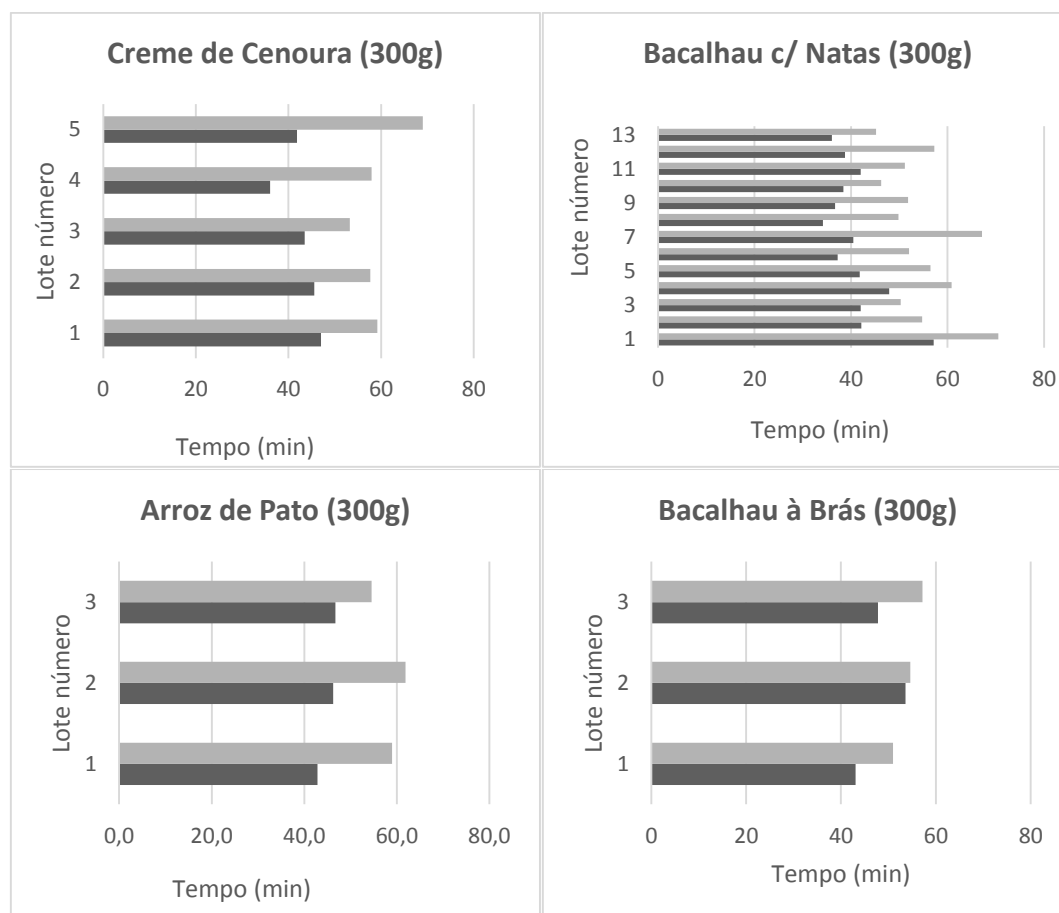 Creme de Cenoura (300g)
Lote número
5
4
3
2
1
0 20 40 60 80
Tempo (min)
Bacalhau c/ Natas (300g)
Lote número
13
11
9
7
5
3
1
0 20 40 60 80
Tempo (min)
Arroz de Pato (300g)
Lote número
3
2
1
0,0 20,0 40,0 60,0 80,0
Tempo (min)
Bacalhau à Brás (300g)
Lote número
3
2
1
0 20 40 60 80
Tempo (min)